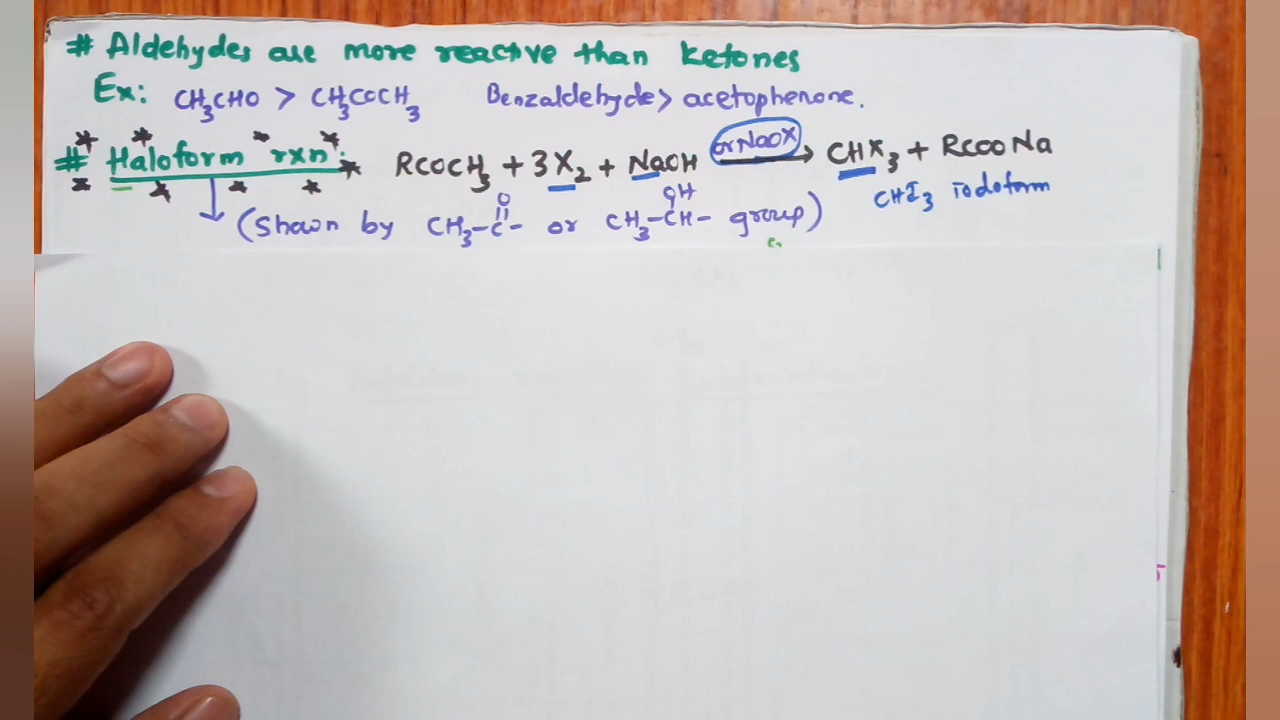 # Aldehydes are more reactive than ketones
Ex: CH₃CHO > CH₃COCH₃ Benzaldehyde > acetophenone.
# Haloform rxn: RCOCH₃ + 3X₂ + NaOH or NaOX → CHX₃ + RCOONa
CHI₃ iodoform
(Shown by CH₃-C(=O)- or CH₃-CH(OH)- group)